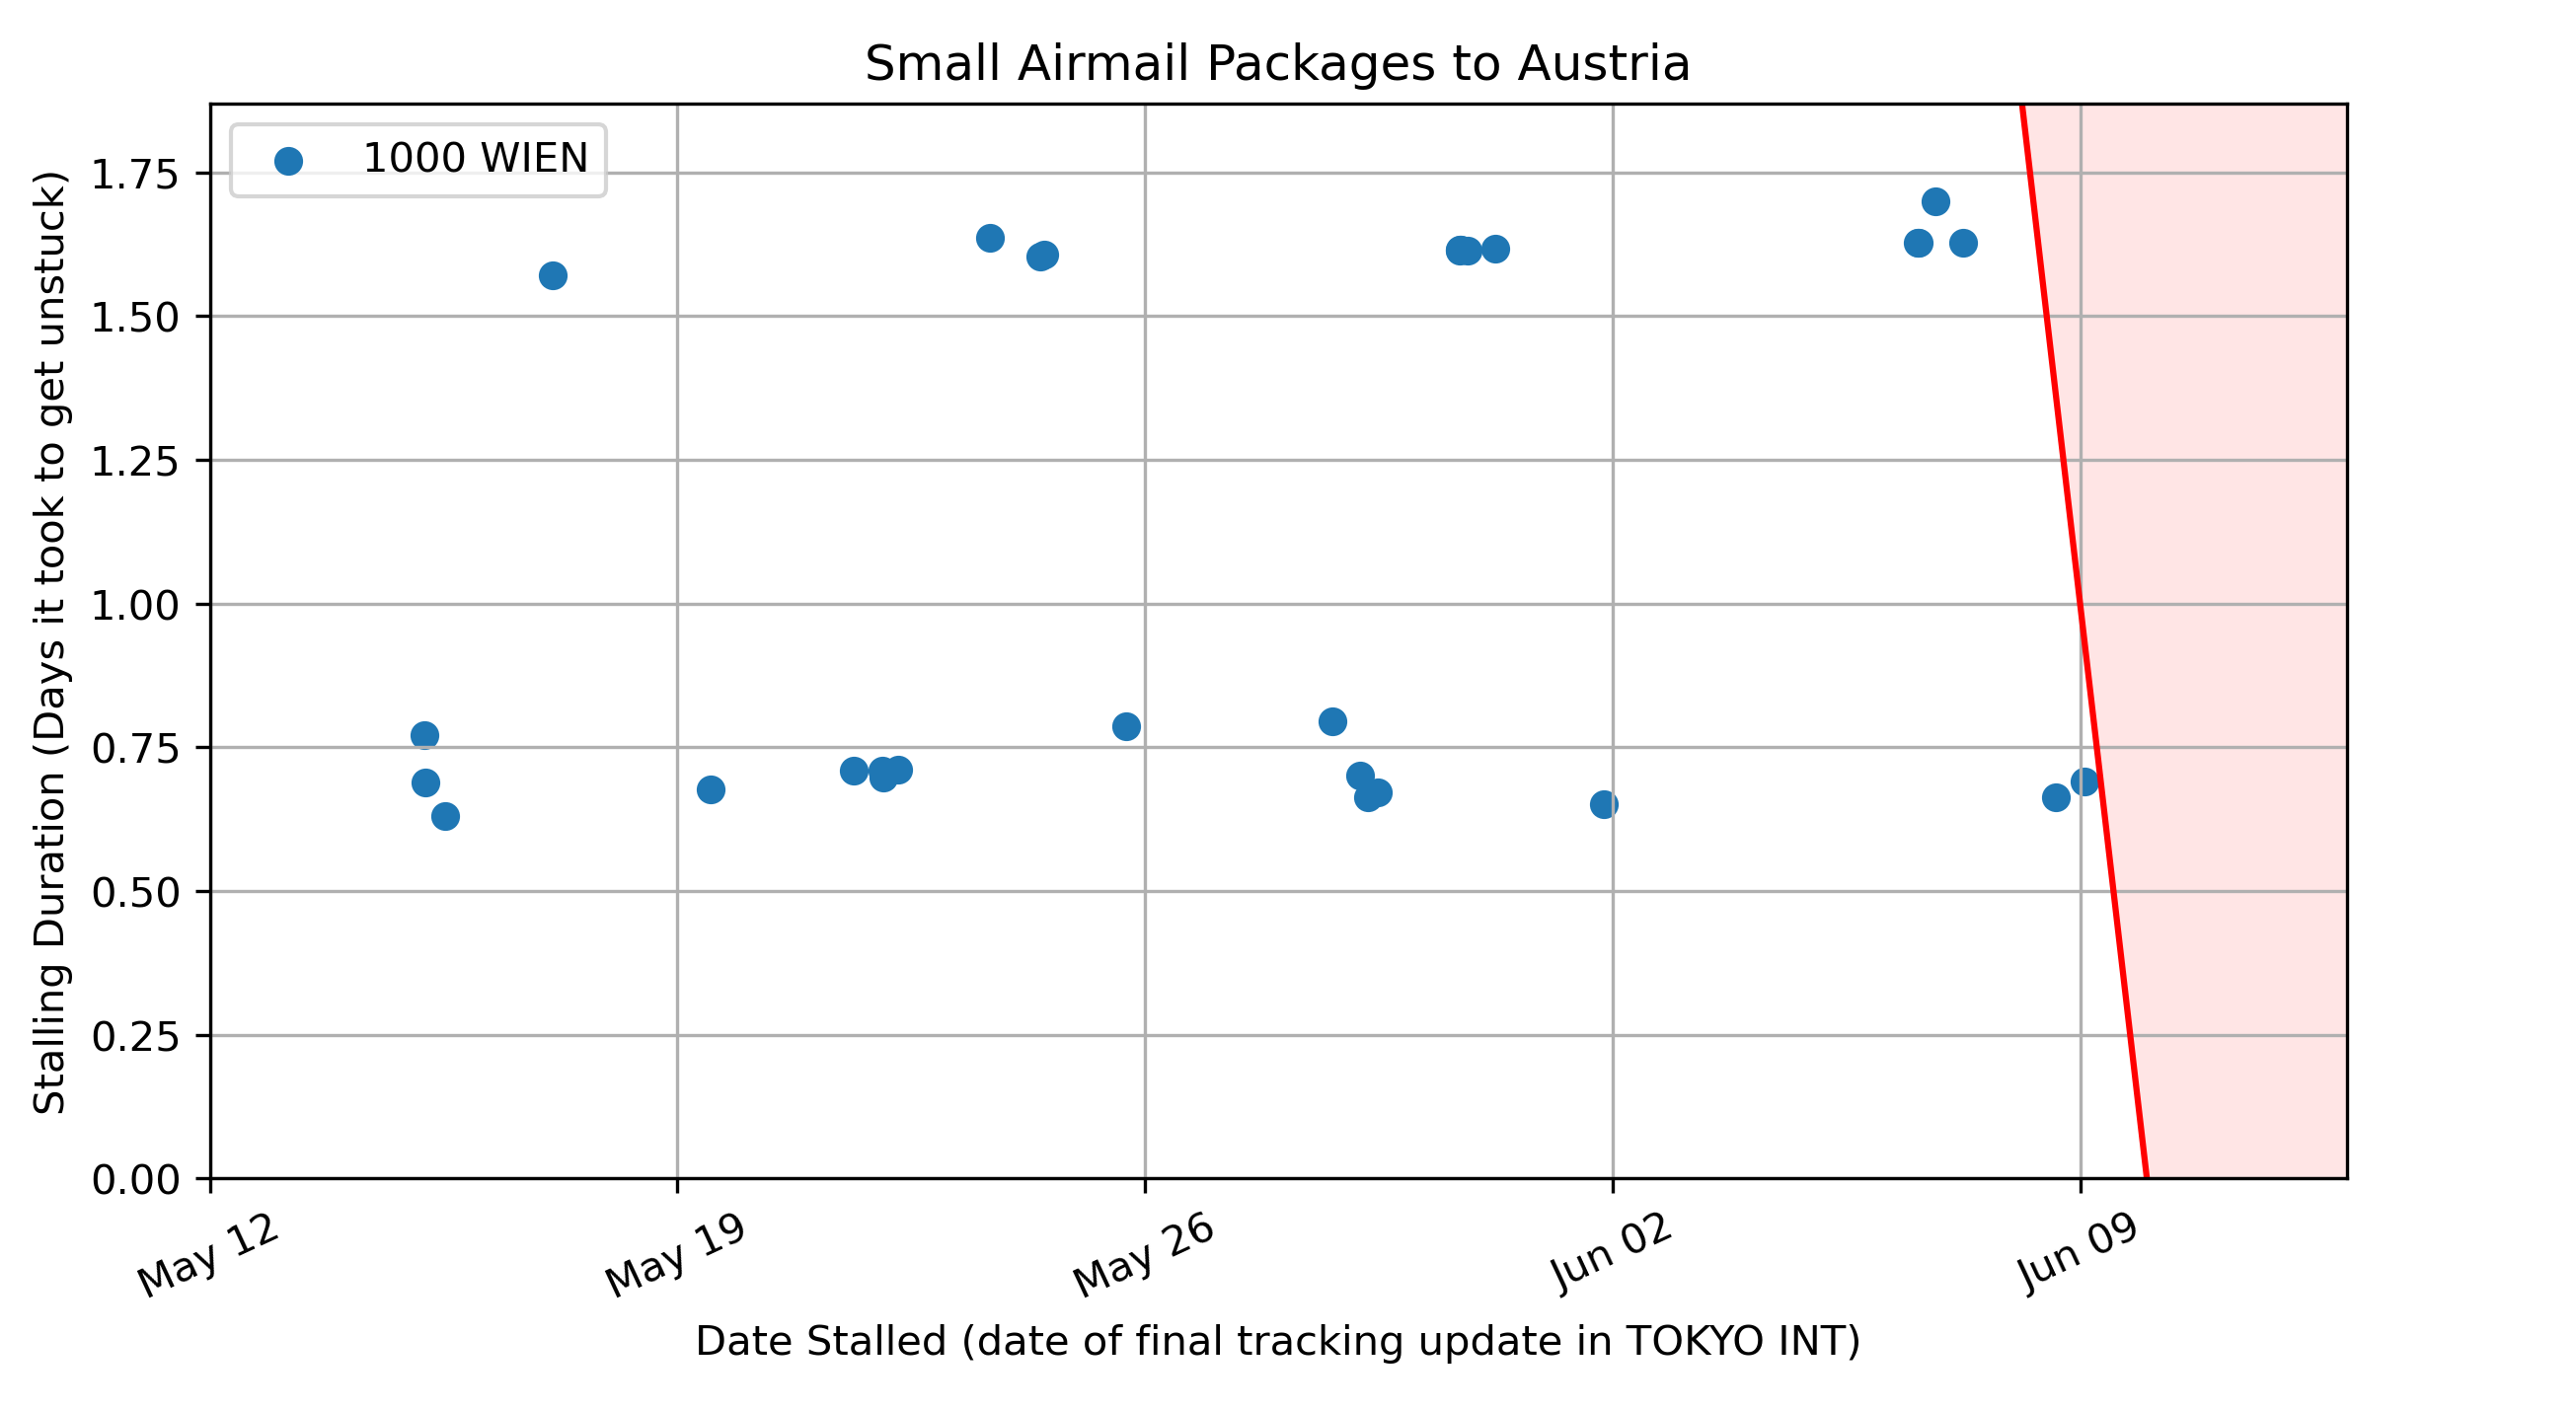 Small Airmail Packages to Austria
1000 WIEN
Stalling Duration (Days it took to get unstuck)
1.75
1.50
1.25
1.00
0.75
0.50
0.25
0.00
May 12
May 19
May 26
Jun 02
Jun 09
Date Stalled (date of final tracking update in TOKYO INT)